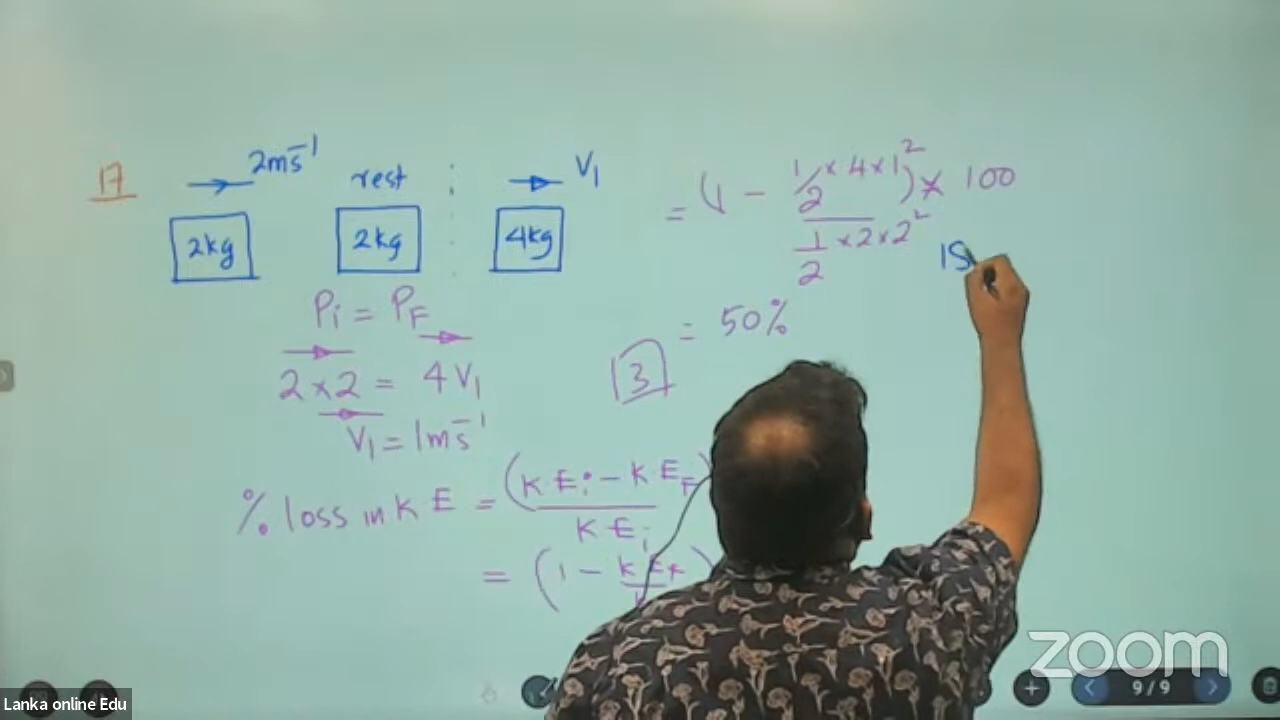 17
2ms⁻¹ rest V₁
2kg 2kg 4kg
Pi = PF
2 × 2 = 4V₁
V₁ = 1ms⁻¹
% loss in KE = (KEi - KEF
KEi
= (1 -
= (1 - 1/2 × 4 × 1²) × 100
1/2 × 2 × 2²
= 50%
3
zoom
9/9
Lanka online Edu